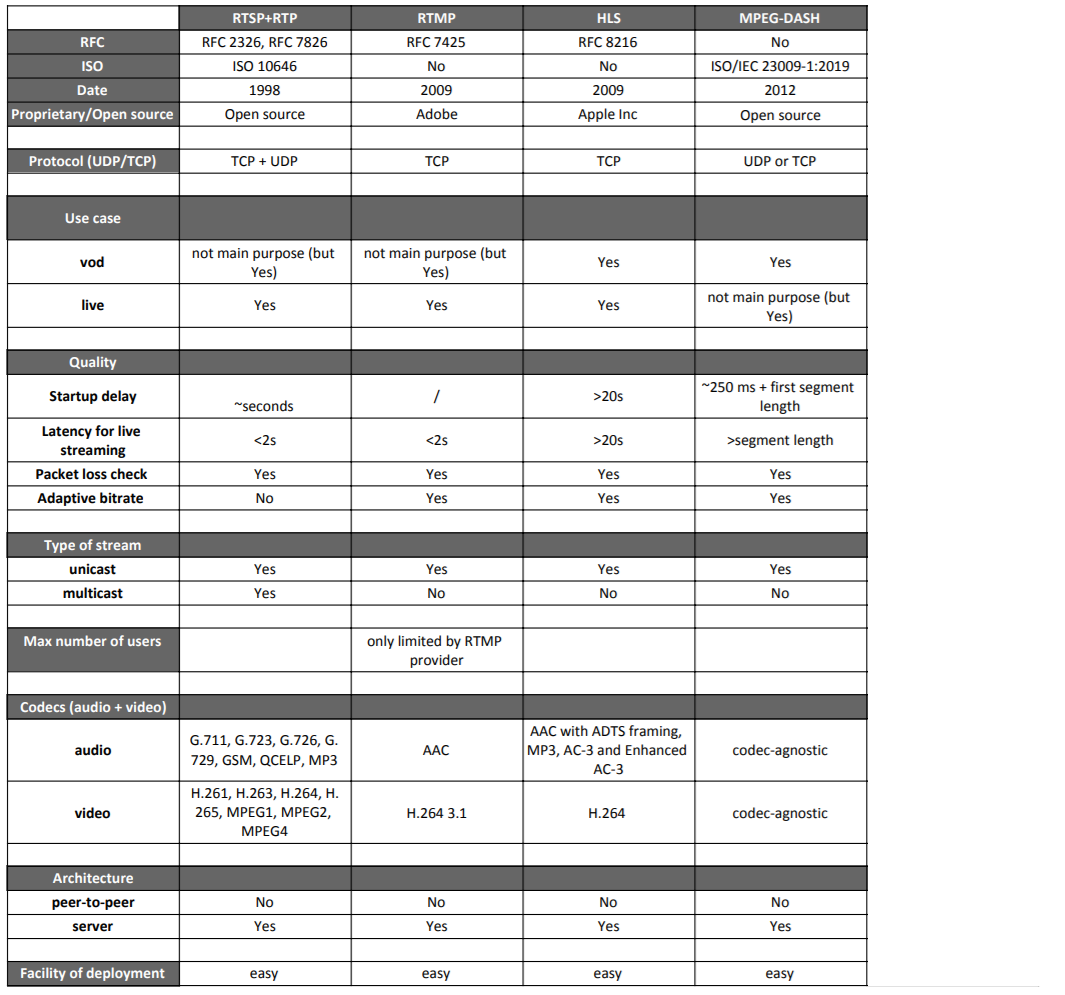 RTSP+RTP RTMP HLS MPEG-DASH
RFC RFC 2326, RFC 7826 RFC 7425 RFC 8216 No
ISO ISO 10646 No No ISO/IEC 23009-1:2019
Date 1998 2009 2009 2012
Proprietary/Open source Open source Adobe Apple Inc Open source
Protocol (UDP/TCP) TCP + UDP TCP TCP UDP or TCP
Use case
vod not main purpose (but Yes) not main purpose (but Yes) Yes Yes
live Yes Yes Yes not main purpose (but Yes)
Quality
Startup delay ~seconds / >20s ~250 ms + first segment length
Latency for live streaming <2s <2s >20s >segment length
Packet loss check Yes Yes Yes Yes
Adaptive bitrate No Yes Yes Yes
Type of stream
unicast Yes Yes Yes Yes
multicast Yes No No No
Max number of users only limited by RTMP provider
Codecs (audio + video)
audio G.711, G.723, G.726, G. 729, GSM, QCELP, MP3 AAC AAC with ADTS framing, MP3, AC-3 and Enhanced AC-3 codec-agnostic
video H.261, H.263, H.264, H. 265, MPEG1, MPEG2, MPEG4 H.264 3.1 H.264 codec-agnostic
Architecture
peer-to-peer No No No No
server Yes Yes Yes Yes
Facility of deployment easy easy easy easy